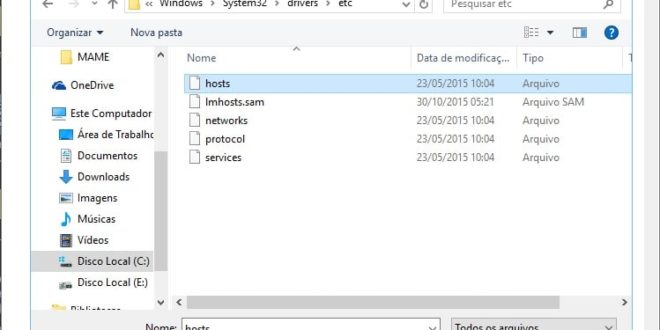 « Windows › System32 › drivers › etc
Pesquisar etc
Organizar
Nova pasta
Nome
Data de modificaç...
Tipo
T
MAME
OneDrive
Este Computador
Área de Trabalho
Documentos
Downloads
Imagens
Músicas
Vídeos
Disco Local (C:)
Disco Local (E:)
Bibliotecas
hosts 23/05/2015 10:04 Arquivo
lmhosts.sam 30/10/2015 05:21 Arquivo SAM
networks 23/05/2015 10:04 Arquivo
protocol 23/05/2015 10:04 Arquivo
services 23/05/2015 10:04 Arquivo
Nome: hosts
Todos os arquivos